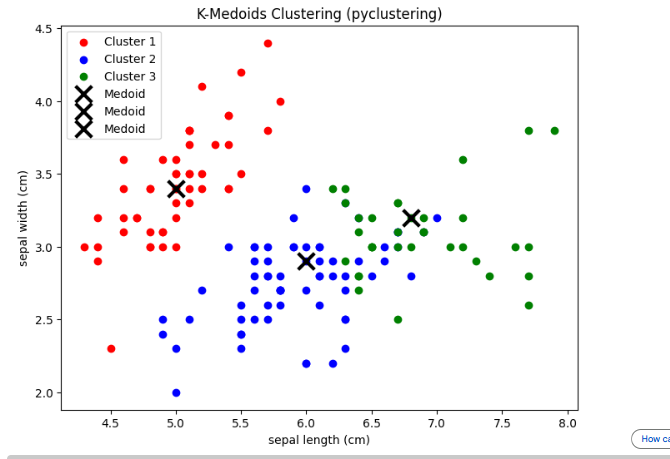 K-Medoids Clustering (pyclustering)
4.5
4.0
3.5
3.0
2.5
2.0
sepal width (cm)
Cluster 1
Cluster 2
Cluster 3
Medoid
Medoid
Medoid
4.5 5.0 5.5 6.0 6.5 7.0 7.5 8.0
sepal length (cm)
How ca